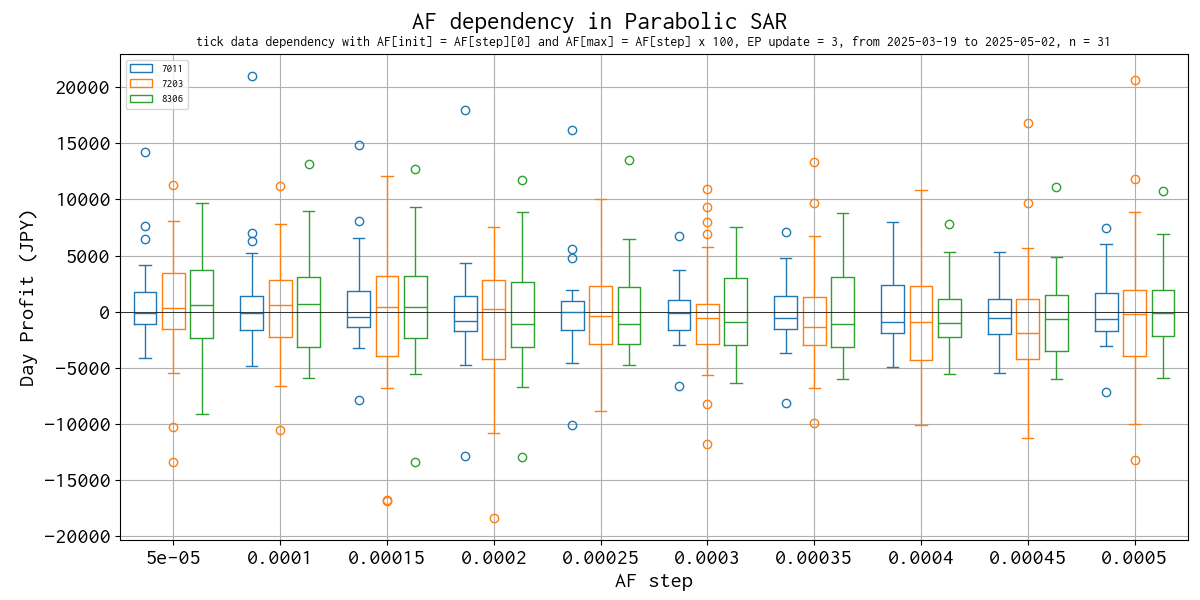 AF dependency in Parabolic SAR
tick data dependency with AF[init] = AF[step][0] and AF[max] = AF[step] x 100, EP update = 3, from 2025-03-19 to 2025-05-02, n = 31
7011
7203
8306
20000
15000
10000
5000
0
−5000
−10000
−15000
−20000
Day Profit (JPY)
5e-05 0.0001 0.00015 0.0002 0.00025 0.0003 0.00035 0.0004 0.00045 0.0005
AF step